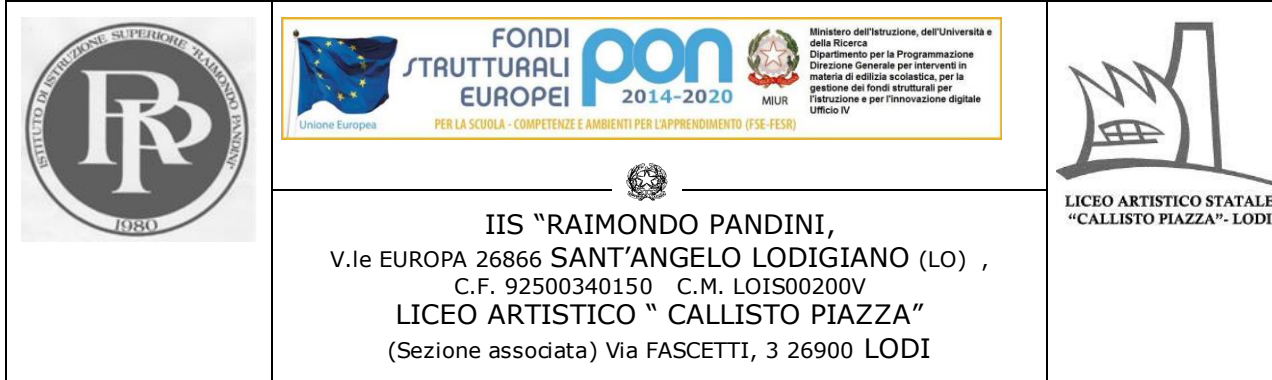 ISTITUTO DI ISTRUZIONE SUPERIORE "RAIMONDO PANDINI"
1980
Unione Europea
FONDI
STRUTTURALI
EUROPEI
pon
2014-2020
MIUR
Ministero dell'Istruzione, dell'Università e
della Ricerca
Dipartimento per la Programmazione
Direzione Generale per interventi in
materia di edilizia scolastica, per la
gestione dei fondi strutturali per
l'istruzione e per l'innovazione digitale
Ufficio IV
PER LA SCUOLA - COMPETENZE E AMBIENTI PER L'APPRENDIMENTO (FSE-FESR)
IIS "RAIMONDO PANDINI,
V.le EUROPA 26866 SANT'ANGELO LODIGIANO (LO) ,
C.F. 92500340150 C.M. LOIS00200V
LICEO ARTISTICO " CALLISTO PIAZZA"
(Sezione associata) Via FASCETTI, 3 26900 LODI
LICEO ARTISTICO STATALE
"CALLISTO PIAZZA"- LODI